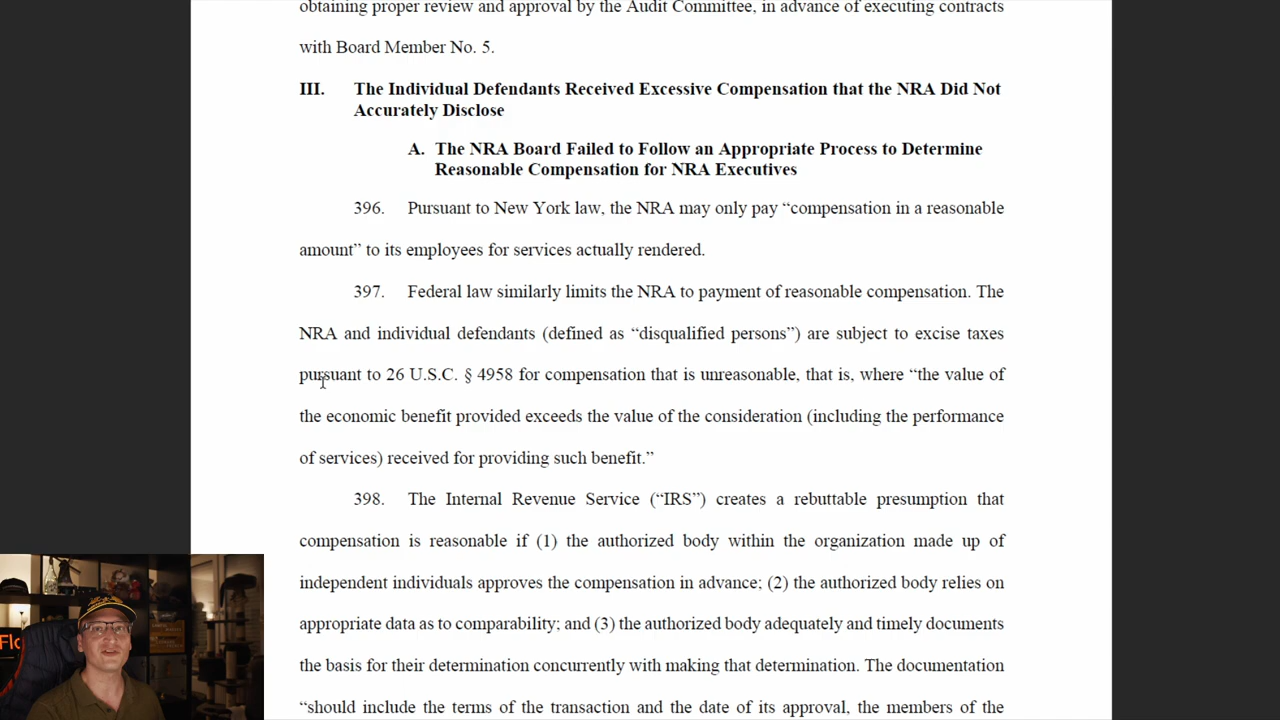 obtaining proper review and approval by the Audit Committee, in advance of executing contracts
with Board Member No. 5.
III. The Individual Defendants Received Excessive Compensation that the NRA Did Not
Accurately Disclose
A. The NRA Board Failed to Follow an Appropriate Process to Determine
Reasonable Compensation for NRA Executives
396. Pursuant to New York law, the NRA may only pay “compensation in a reasonable
amount” to its employees for services actually rendered.
397. Federal law similarly limits the NRA to payment of reasonable compensation. The
NRA and individual defendants (defined as “disqualified persons”) are subject to excise taxes
pursuant to 26 U.S.C. § 4958 for compensation that is unreasonable, that is, where “the value of
the economic benefit provided exceeds the value of the consideration (including the performance
of services) received for providing such benefit.”
398. The Internal Revenue Service (“IRS”) creates a rebuttable presumption that
compensation is reasonable if (1) the authorized body within the organization made up of
independent individuals approves the compensation in advance; (2) the authorized body relies on
appropriate data as to comparability; and (3) the authorized body adequately and timely documents
the basis for their determination concurrently with making that determination. The documentation
“should include the terms of the transaction and the date of its approval, the members of the